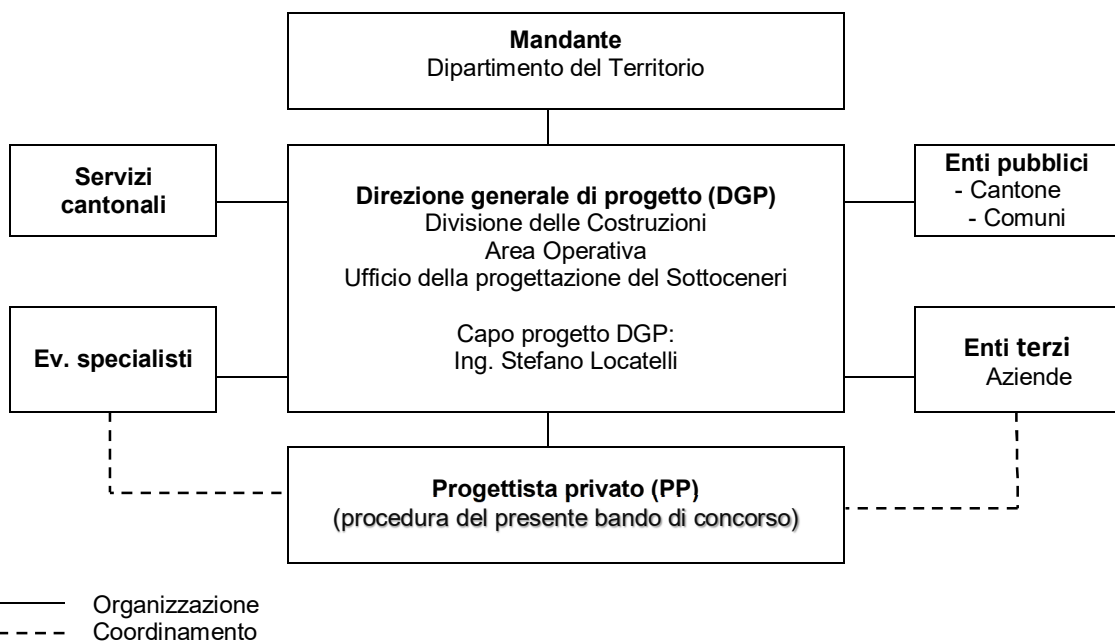 Mandante
Dipartimento del Territorio
Servizi
cantonali
Direzione generale di progetto (DGP)
Divisione delle Costruzioni
Area Operativa
Ufficio della progettazione del Sottoceneri
Capo progetto DGP:
Ing. Stefano Locatelli
Enti pubblici
- Cantone
- Comuni
Ev. specialisti
Enti terzi
Aziende
Progettista privato (PP)
(procedura del presente bando di concorso)
Organizzazione
Coordinamento